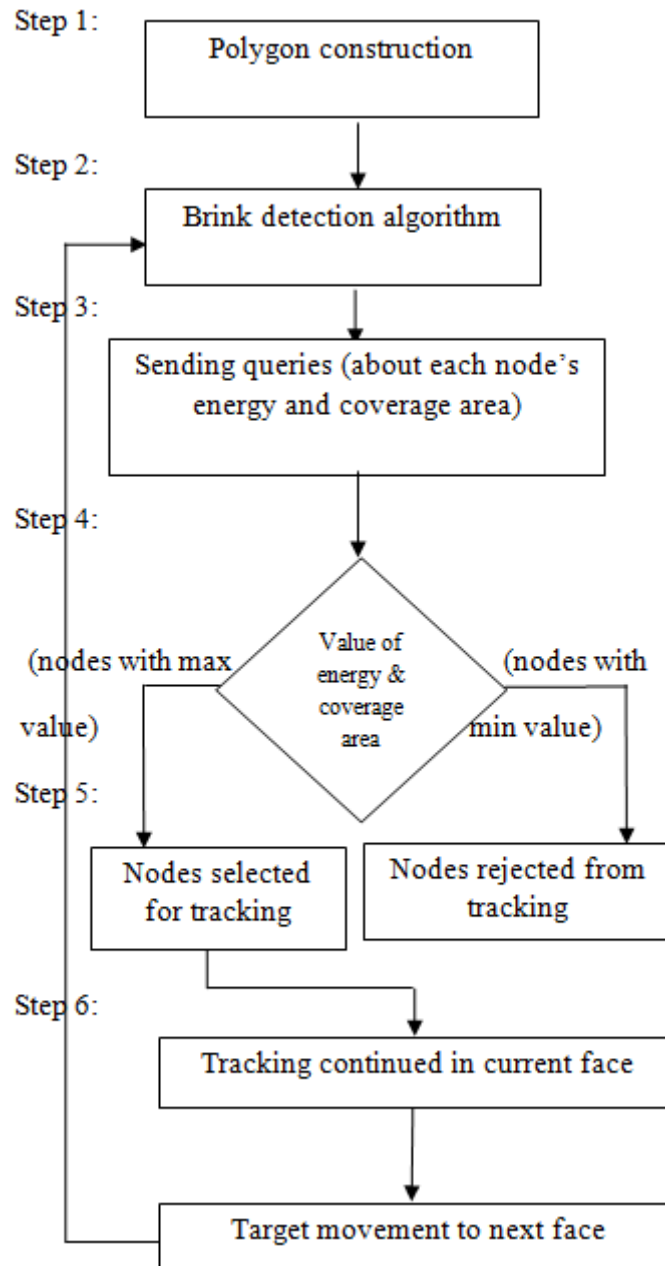 Step 1:
Polygon construction
Step 2:
Brink detection algorithm
Step 3:
Sending queries (about each node’s
energy and coverage area)
Step 4:
Value of
energy &
coverage
area
(nodes with max
value)
(nodes with
min value)
Step 5:
Nodes selected
for tracking
Nodes rejected from
tracking
Step 6:
Tracking continued in current face
Target movement to next face